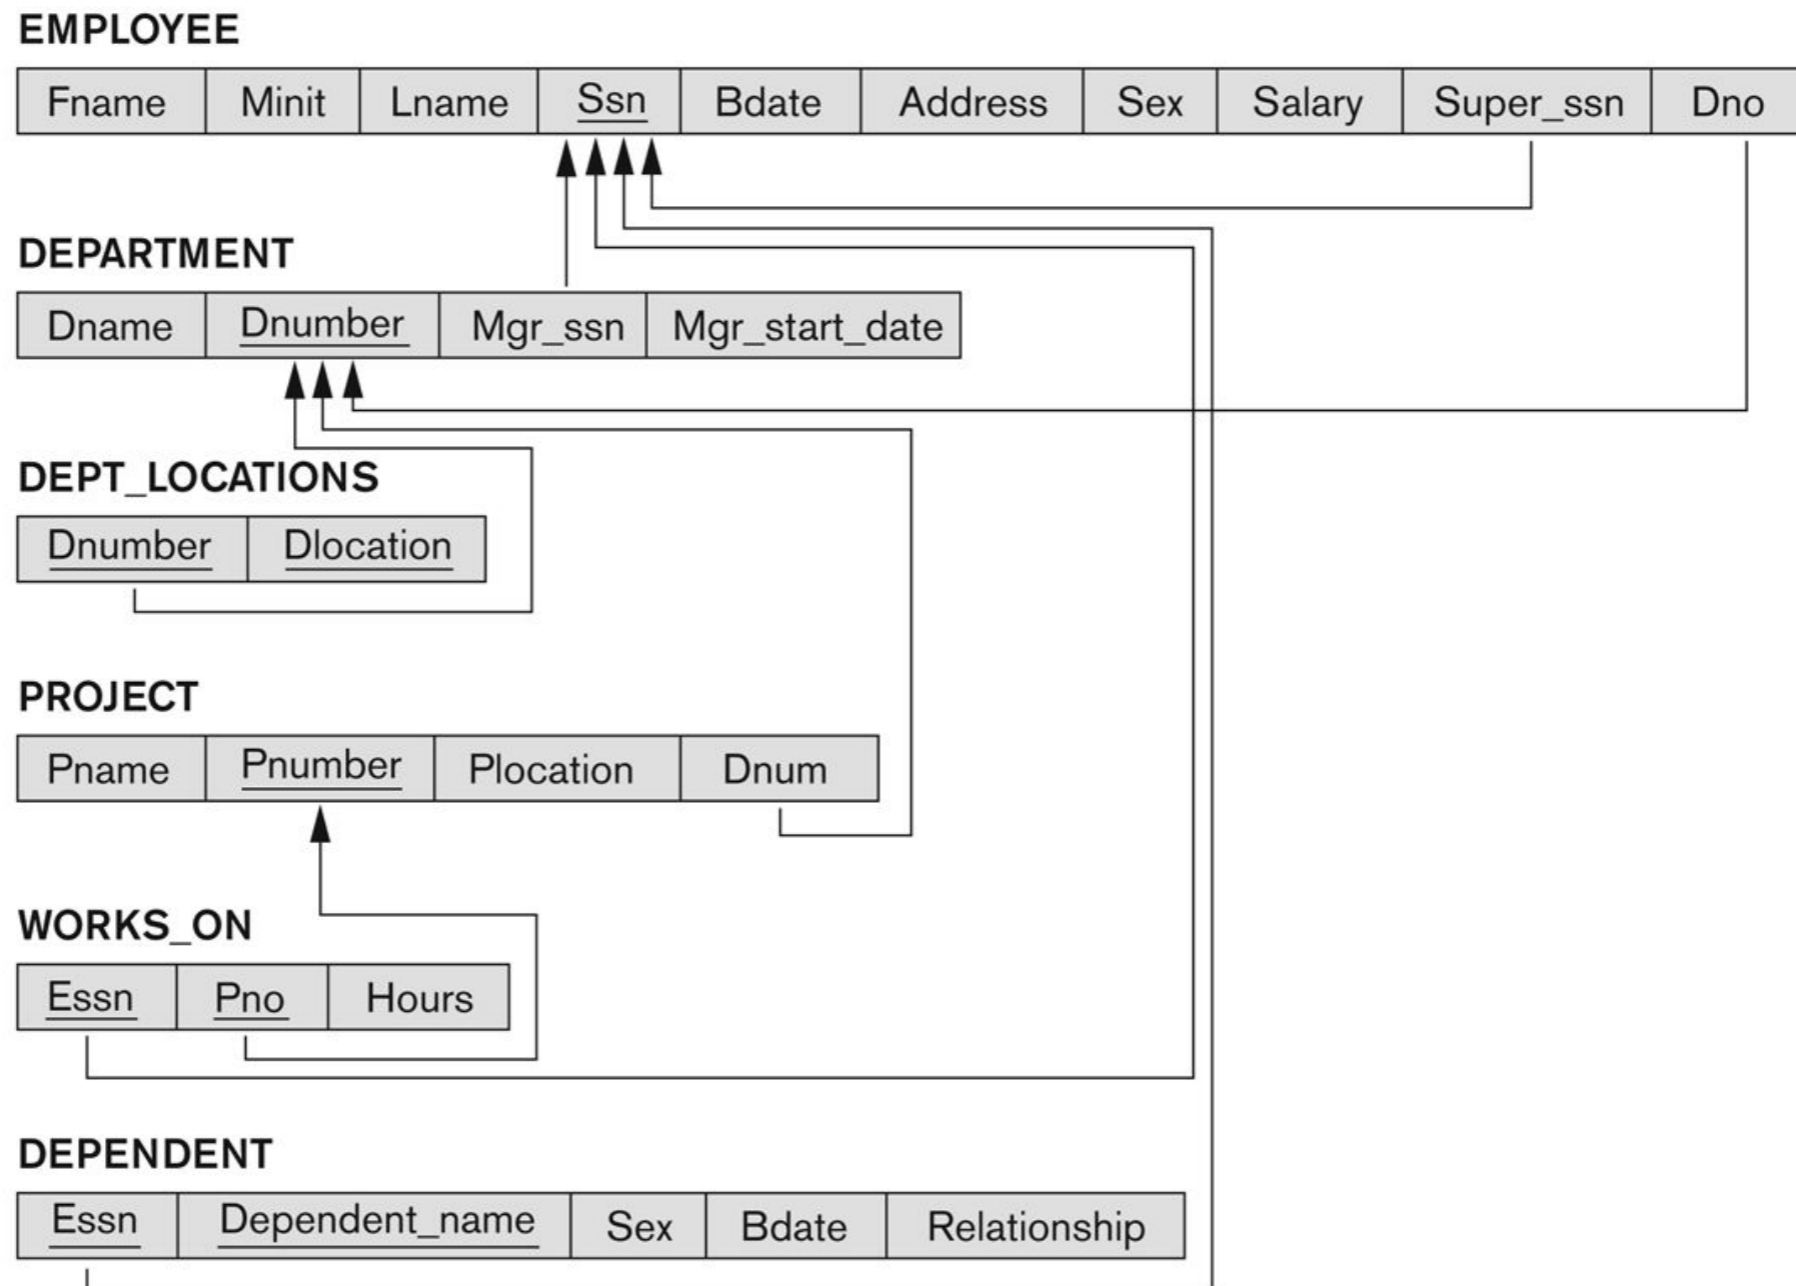 EMPLOYEE
Fname Minit Lname Ssn Bdate Address Sex Salary Super_ssn Dno
DEPARTMENT
Dname Dnumber Mgr_ssn Mgr_start_date
DEPT_LOCATIONS
Dnumber Dlocation
PROJECT
Pname Pnumber Plocation Dnum
WORKS_ON
Essn Pno Hours
DEPENDENT
Essn Dependent_name Sex Bdate Relationship